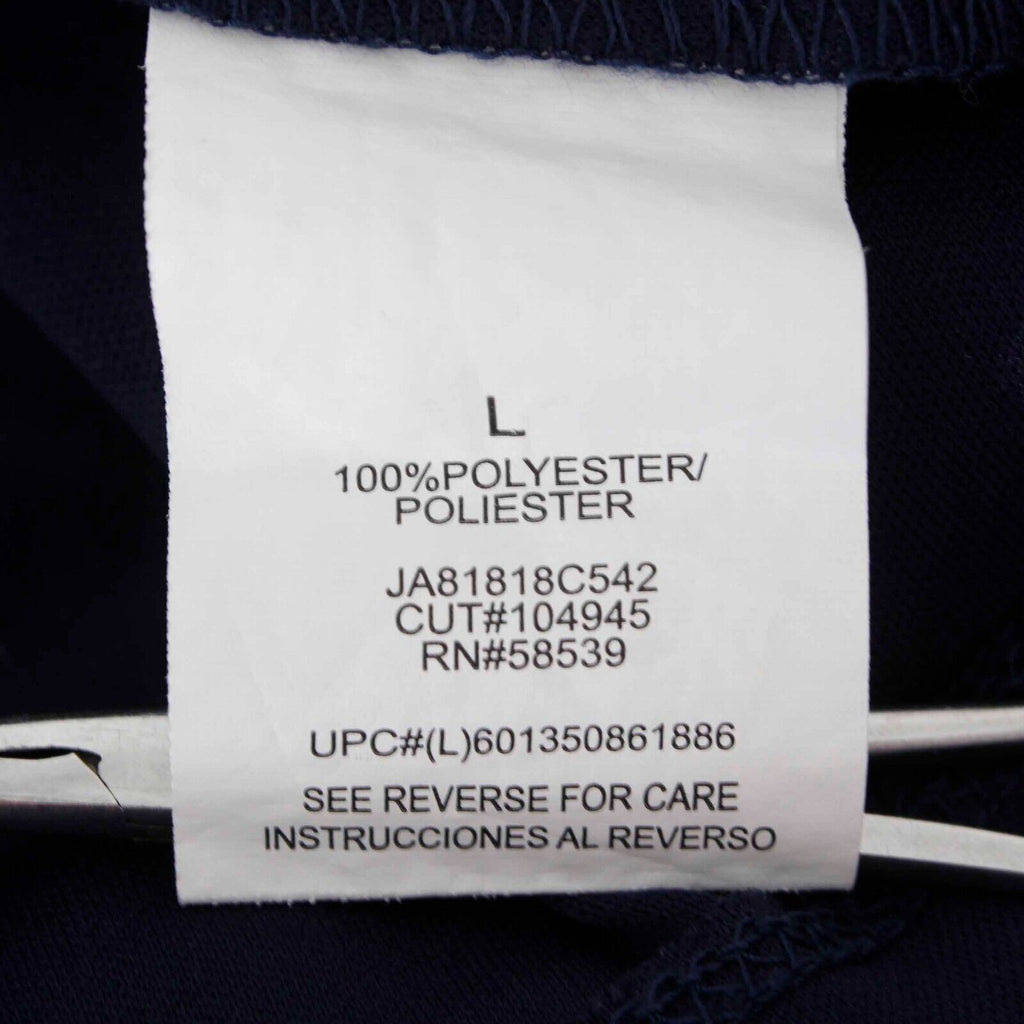 L
100%POLYESTER/
POLIESTER
JA81818C542
CUT#104945
RN#58539
UPC#(L)601350861886
SEE REVERSE FOR CARE
INSTRUCCIONES AL REVERSO